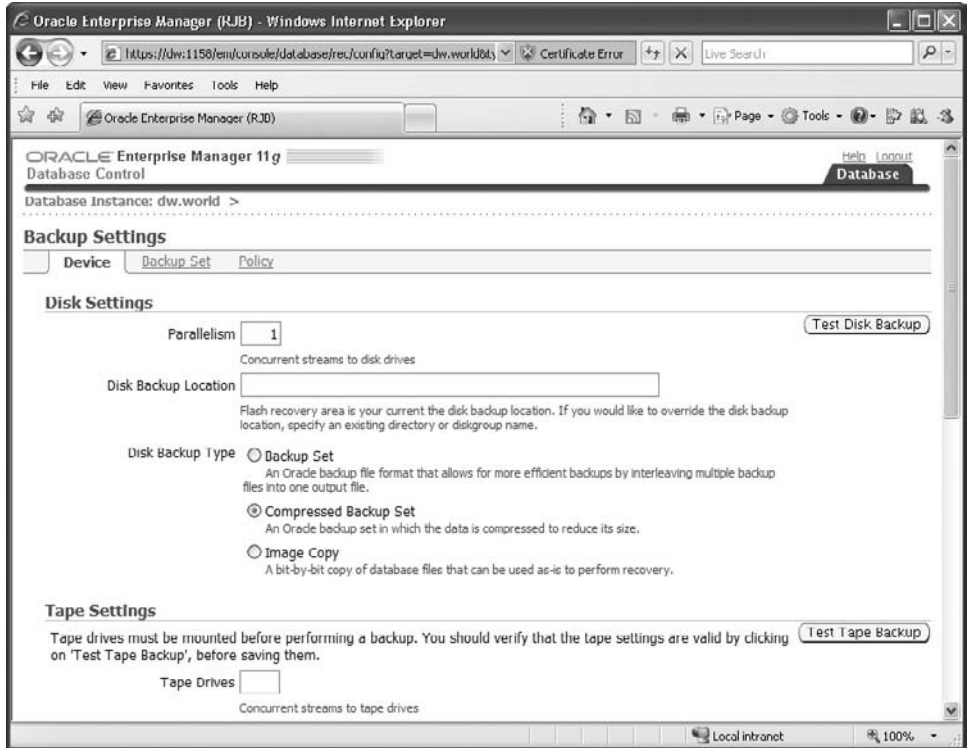 Oracle Enterprise Manager (RJB) - Windows Internet Explorer
https://dw:1158/em/console/database/rec/config?target=dw.world&ty
Certificate Error
Live Search
File Edit View Favorites Tools Help
Oracle Enterprise Manager (RJB)
Page Tools
ORACLE Enterprise Manager 11g
Database Control
Help Logout
Database
Database Instance: dw.world >
Backup Settings
Device Backup Set Policy
Disk Settings
Parallelism 1
Test Disk Backup
Concurrent streams to disk drives
Disk Backup Location
Flash recovery area is your current the disk backup location. If you would like to override the disk backup
location, specify an existing directory or diskgroup name.
Disk Backup Type Backup Set
An Oracle backup file format that allows for more efficient backups by interleaving multiple backup
files into one output file.
Compressed Backup Set
An Oracle backup set in which the data is compressed to reduce its size.
Image Copy
A bit-by-bit copy of database files that can be used as-is to perform recovery.
Tape Settings
Tape drives must be mounted before performing a backup. You should verify that the tape settings are valid by clicking
on 'Test Tape Backup', before saving them.
Test Tape Backup
Tape Drives
Concurrent streams to tape drives
Local intranet
100%